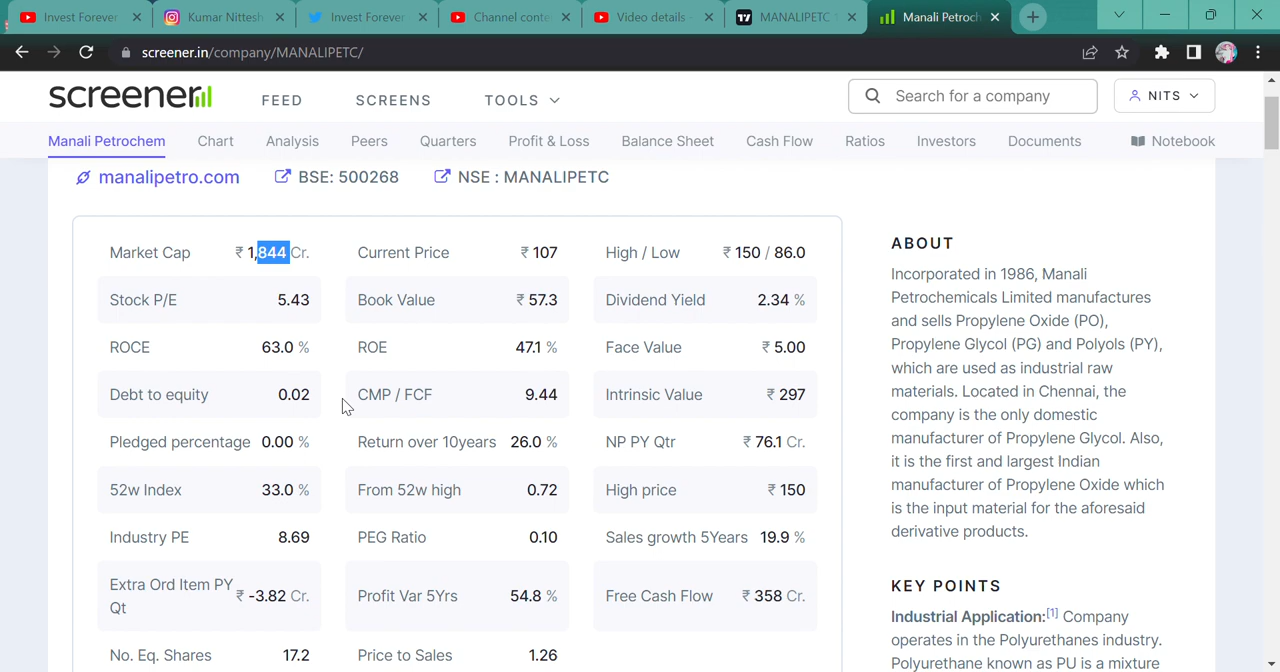 Invest Forever
Kumar Nittesh
Invest Forever
Channel conte
Video details -
MANALIPETC
Manali Petroch
screener.in/company/MANALIPETC/
screener
FEED
SCREENS
TOOLS
Search for a company
NITS
Manali Petrochem
Chart
Analysis
Peers
Quarters
Profit & Loss
Balance Sheet
Cash Flow
Ratios
Investors
Documents
Notebook
manalipetro.com
BSE: 500268
NSE : MANALIPETC
Market Cap ₹ 1,844 Cr.
Current Price ₹ 107
High / Low ₹ 150 / 86.0
Stock P/E 5.43
Book Value ₹ 57.3
Dividend Yield 2.34 %
ROCE 63.0 %
ROE 47.1 %
Face Value ₹ 5.00
Debt to equity 0.02
CMP / FCF 9.44
Intrinsic Value ₹ 297
Pledged percentage 0.00 %
Return over 10years 26.0 %
NP PY Qtr ₹ 76.1 Cr.
52w Index 33.0 %
From 52w high 0.72
High price ₹ 150
Industry PE 8.69
PEG Ratio 0.10
Sales growth 5Years 19.9 %
Extra Ord Item PY
Qt
₹ -3.82 Cr.
Profit Var 5Yrs 54.8 %
Free Cash Flow ₹ 358 Cr.
No. Eq. Shares 17.2
Price to Sales 1.26
ABOUT
Incorporated in 1986, Manali
Petrochemicals Limited manufactures
and sells Propylene Oxide (PO),
Propylene Glycol (PG) and Polyols (PY),
which are used as industrial raw
materials. Located in Chennai, the
company is the only domestic
manufacturer of Propylene Glycol. Also,
it is the first and largest Indian
manufacturer of Propylene Oxide which
is the input material for the aforesaid
derivative products.
KEY POINTS
Industrial Application:[1] Company
operates in the Polyurethanes industry.
Polyurethane known as PU is a mixture